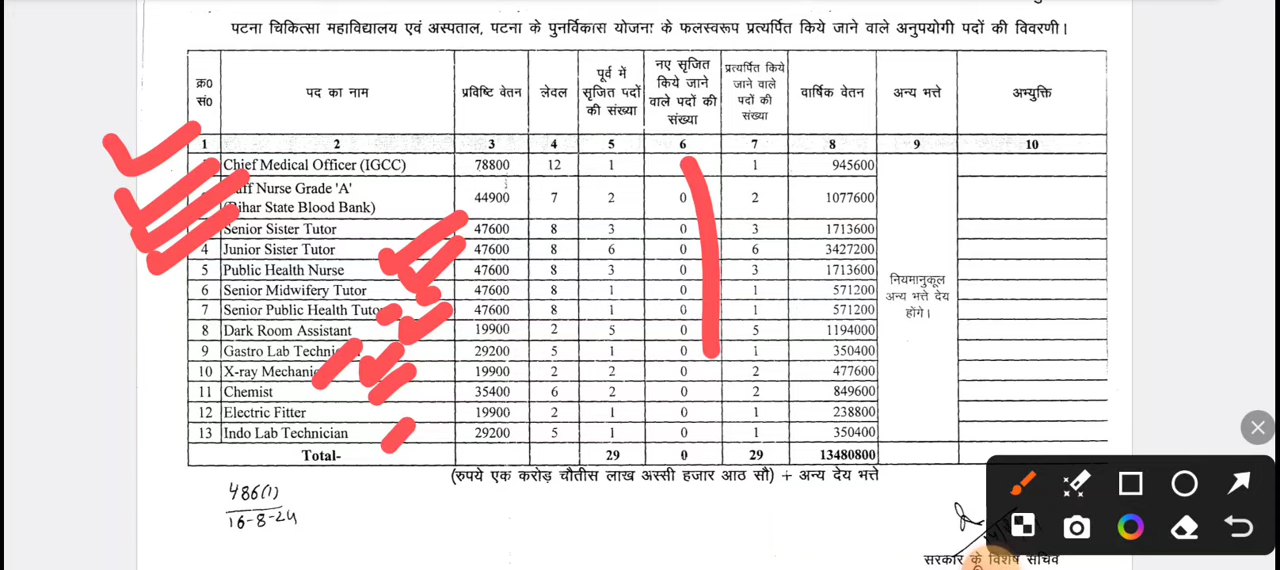 पटना चिकित्सा महाविद्यालय एवं अस्पताल, पटना के पुनर्विकास योजना के फलस्वरूप प्रत्यर्पित किये जाने वाले अनुपयोगी पदों की विवरणी।
क्र० सं० पद का नाम प्रविष्टि वेतन लेवल पूर्व में सृजित पदों की संख्या नए सृजित किये जाने वाले पदों की संख्या प्रत्यर्पित किये जाने वाले पदों की संख्या वार्षिक वेतन अन्य भत्ते अभ्युक्ति
1 2 3 4 5 6 7 8 9 10
Chief Medical Officer (IGCC) 78800 12 1 1 945600
Nurse Grade 'A' (Bihar State Blood Bank) 44900 7 2 0 2 1077600
Senior Sister Tutor 47600 8 3 0 3 1713600
4 Junior Sister Tutor 47600 8 6 0 6 3427200
5 Public Health Nurse 47600 8 3 0 3 1713600
6 Senior Midwifery Tutor 47600 8 1 0 1 571200
7 Senior Public Health Tutor 47600 8 1 0 1 571200
8 Dark Room Assistant 19900 2 5 0 5 1194000
9 Gastro Lab Technician 29200 5 1 0 1 350400
10 X-ray Mechanic 19900 2 2 0 2 477600
11 Chemist 35400 6 2 0 2 849600
12 Electric Fitter 19900 2 1 0 1 238800
13 Indo Lab Technician 29200 5 1 0 1 350400
नियमानुकूल अन्य भत्ते देय होंगे।
Total- 29 0 29 13480800
(रुपये एक करोड़ चौतीस लाख अस्सी हजार आठ सौ) + अन्य देय भत्ते
486(1)
16-8-24
सरकार के विशेष सचिव